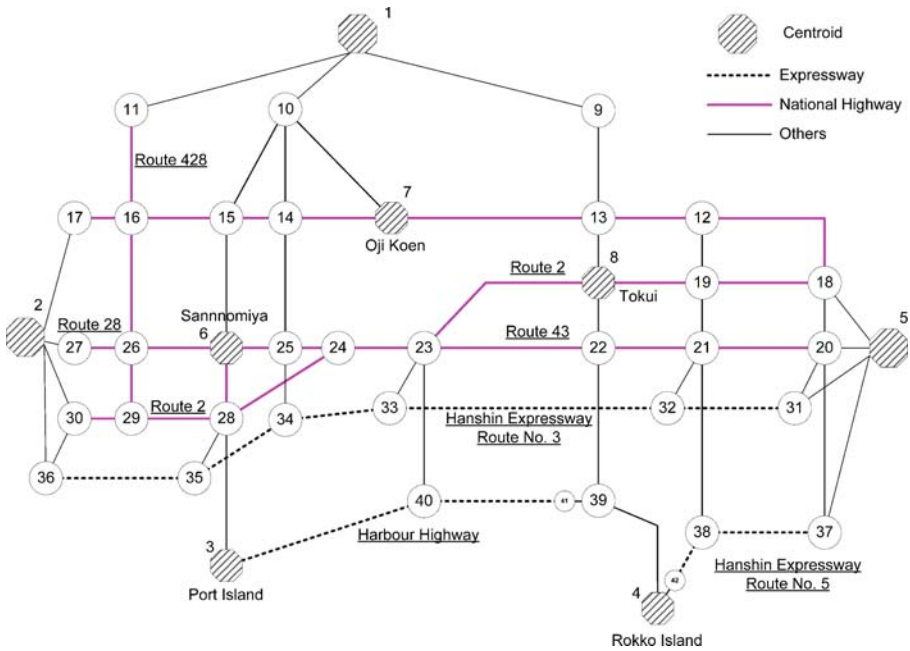 1
Centroid
Expressway
National Highway
Others
11
10
9
Route 428
7
17
16
15
14
13
12
Oji Koen
8
Route 2
19
18
Tokui
2
Route 28
Sannnomiya
6
Route 43
5
27
26
25
24
23
22
21
20
30
29
Route 2
28
34
33
32
31
Hanshin Expressway
Route No. 3
36
35
40
41
39
38
37
Harbour Highway
3
Port Island
42
Hanshin Expressway
Route No. 5
4
Rokko Island